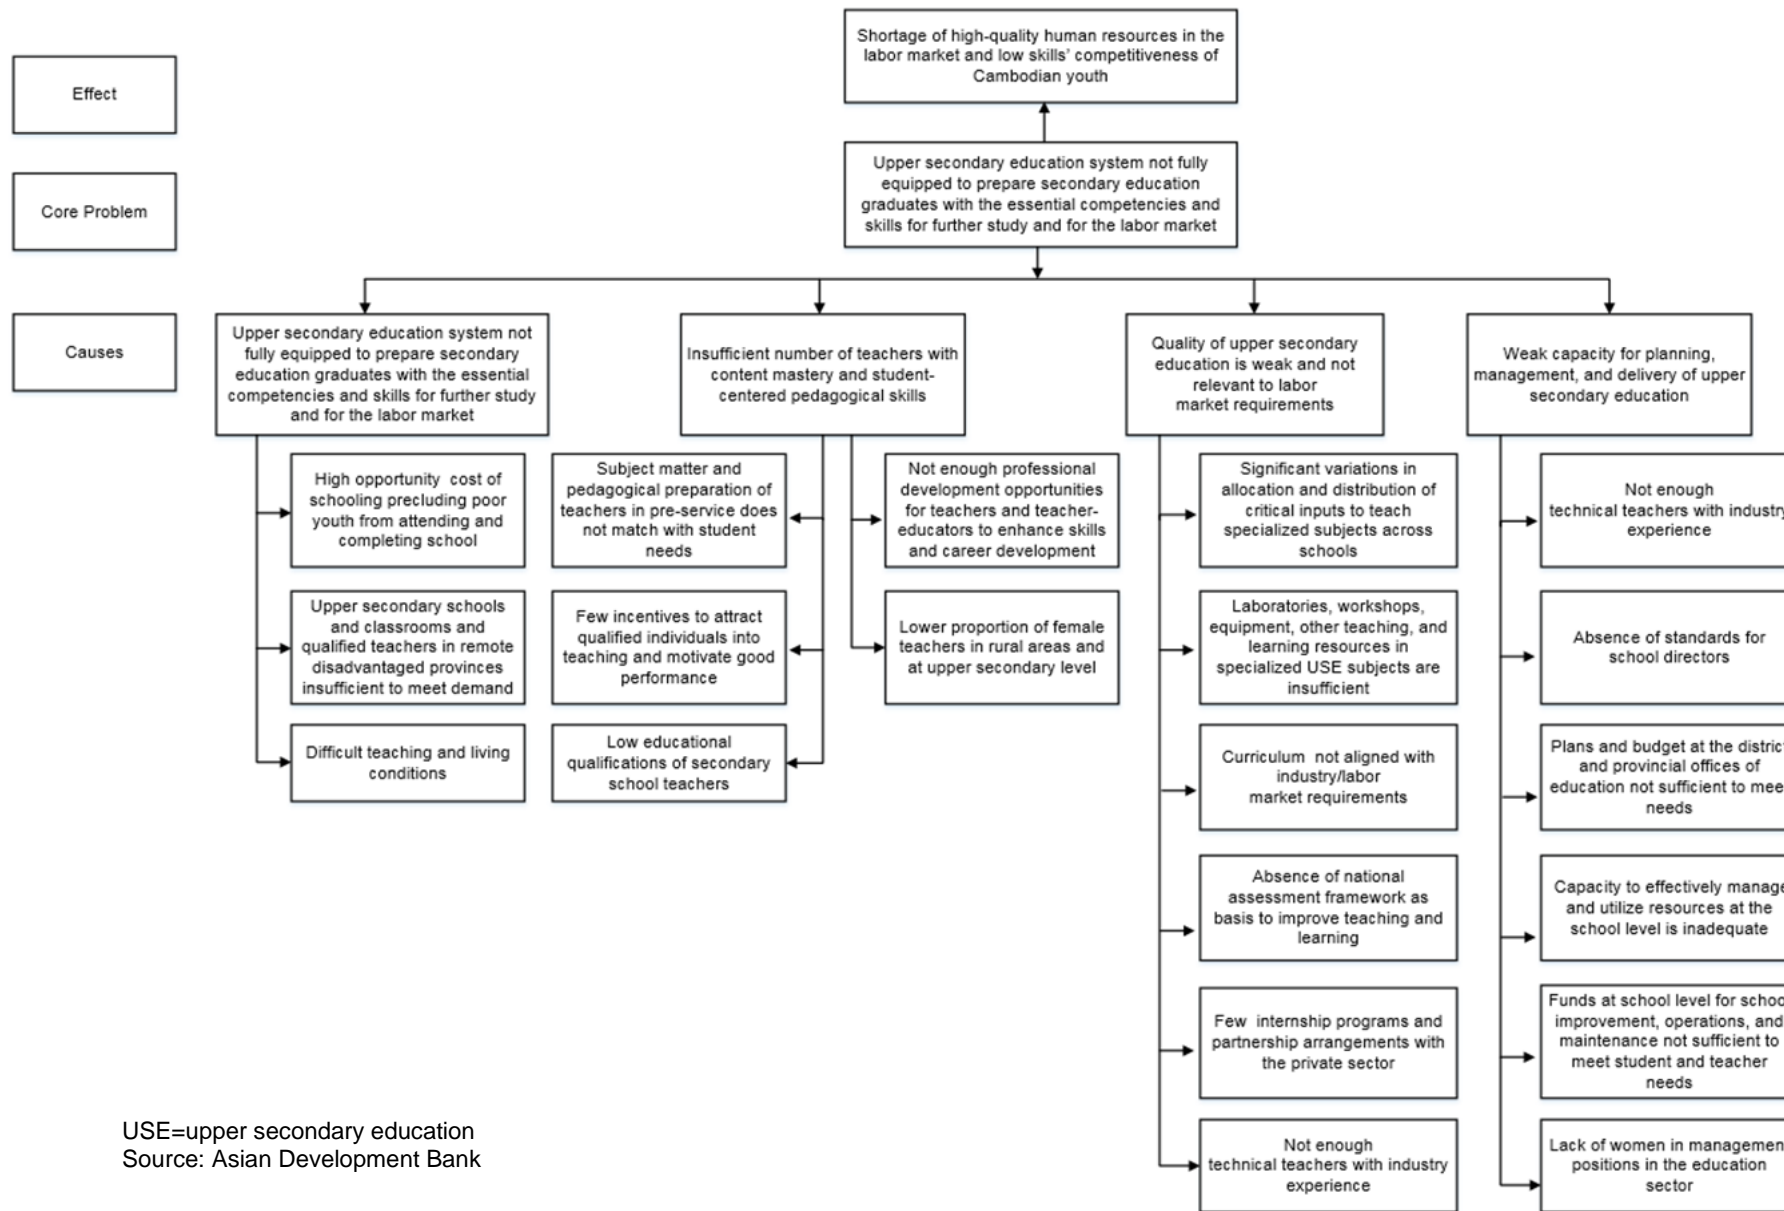 Shortage of high-quality human resources in the
labor market and low skills' competitiveness of
Cambodian youth
Effect
Upper secondary education system not fully
equipped to prepare secondary education
graduates with the essential competencies and
skills for further study and for the labor market
Core Problem
Causes
Upper secondary education system not
fully equipped to prepare secondary
education graduates with the essential
competencies and skills for further study
and for the labor market
Insufficient number of teachers with
content mastery and student-
centered pedagogical skills
Quality of upper secondary
education is weak and not
relevant to labor
market requirements
Weak capacity for planning,
management, and delivery of upper
secondary education
High opportunity cost of
schooling precluding poor
youth from attending and
completing school
Upper secondary schools
and classrooms and
qualified teachers in remote
disadvantaged provinces
insufficient to meet demand
Difficult teaching and living
conditions
Subject matter and
pedagogical preparation of
teachers in pre-service does
not match with student
needs
Few incentives to attract
qualified individuals into
teaching and motivate good
performance
Low educational
qualifications of secondary
school teachers
Not enough professional
development opportunities
for teachers and teacher-
educators to enhance skills
and career development
Lower proportion of female
teachers in rural areas and
at upper secondary level
Significant variations in
allocation and distribution of
critical inputs to teach
specialized subjects across
schools
Laboratories, workshops,
equipment, other teaching, and
learning resources in
specialized USE subjects are
insufficient
Curriculum not aligned with
industry/labor
market requirements
Absence of national
assessment framework as
basis to improve teaching and
learning
Few internship programs and
partnership arrangements with
the private sector
Not enough
technical teachers with industry
experience
Not enough
technical teachers with industry
experience
Absence of standards for
school directors
Plans and budget at the district
and provincial offices of
education not sufficient to meet
needs
Capacity to effectively manage
and utilize resources at the
school level is inadequate
Funds at school level for school
improvement, operations, and
maintenance not sufficient to
meet student and teacher
needs
Lack of women in management
positions in the education
sector
USE=upper secondary education
Source: Asian Development Bank